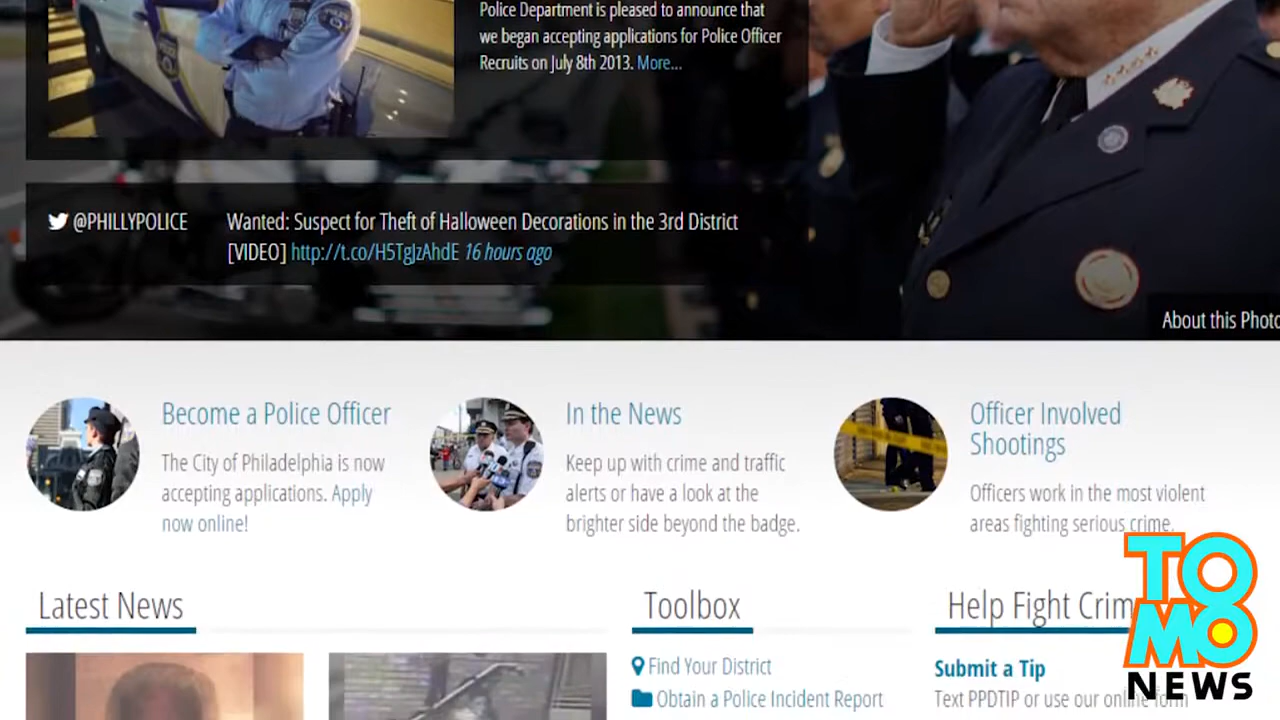 Police Department is pleased to announce that
we began accepting applications for Police Officer
Recruits on July 8th 2013. More...
@PHILLYPOLICE
Wanted: Suspect for Theft of Halloween Decorations in the 3rd District
[VIDEO] http://t.co/H5TgJzAhdE 16 hours ago
About this Photo
Become a Police Officer
The City of Philadelphia is now
accepting applications. Apply
now online!
In the News
Keep up with crime and traffic
alerts or have a look at the
brighter side beyond the badge.
Officer Involved
Shootings
Officers work in the most violent
areas fighting serious crime.
Latest News
Toolbox
Find Your District
Obtain a Police Incident Report
Help Fight Crim
Submit a Tip
Text PPDTIP or use our online form
TOMO
NEWS